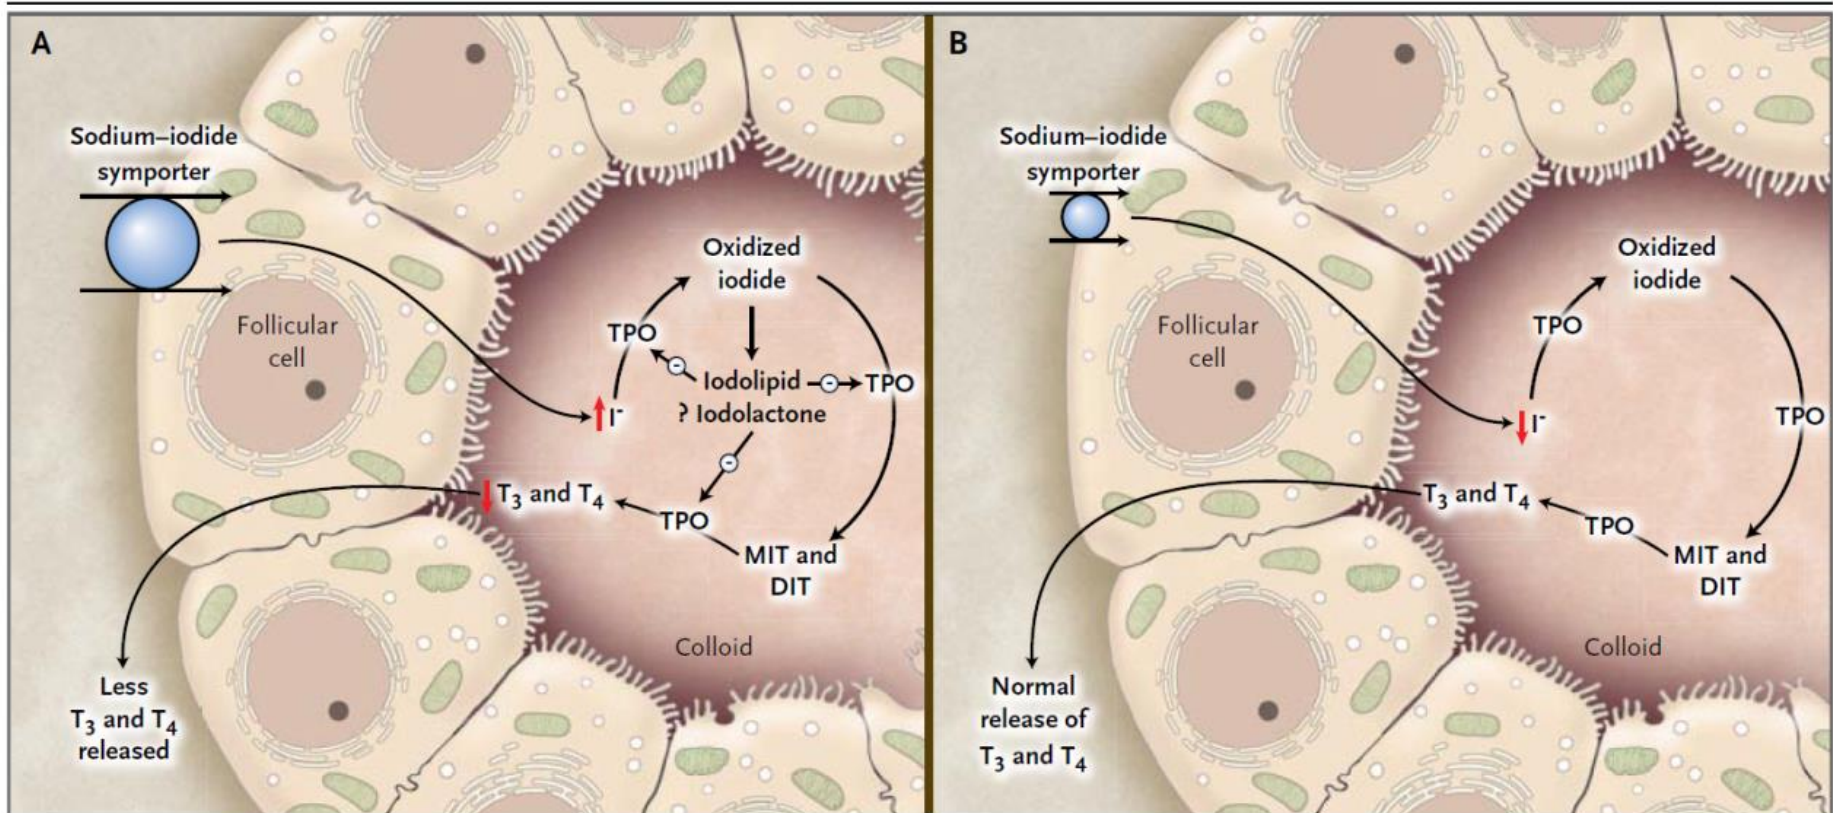 A
Sodium–iodide
symporter
Follicular
cell
Oxidized
iodide
TPO
Iodolipid
? Iodolactone
-
-
-
TPO
I-
T3 and T4
TPO
MIT and
DIT
Colloid
Less
T3 and T4
released
B
Sodium–iodide
symporter
Follicular
cell
Oxidized
iodide
TPO
I-
TPO
T3 and T4
TPO
MIT and
DIT
Colloid
Normal
release of
T3 and T4